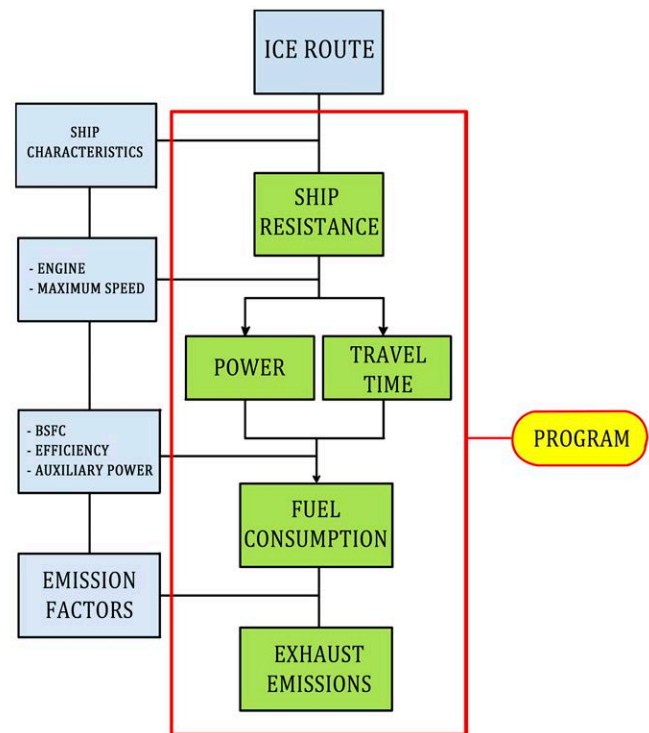 ICE ROUTE
SHIP
CHARACTERISTICS
SHIP
RESISTANCE
- ENGINE
- MAXIMUM SPEED
POWER
TRAVEL
TIME
PROGRAM
- BSFC
- EFFICIENCY
- AUXILIARY POWER
FUEL
CONSUMPTION
EMISSION
FACTORS
EXHAUST
EMISSIONS